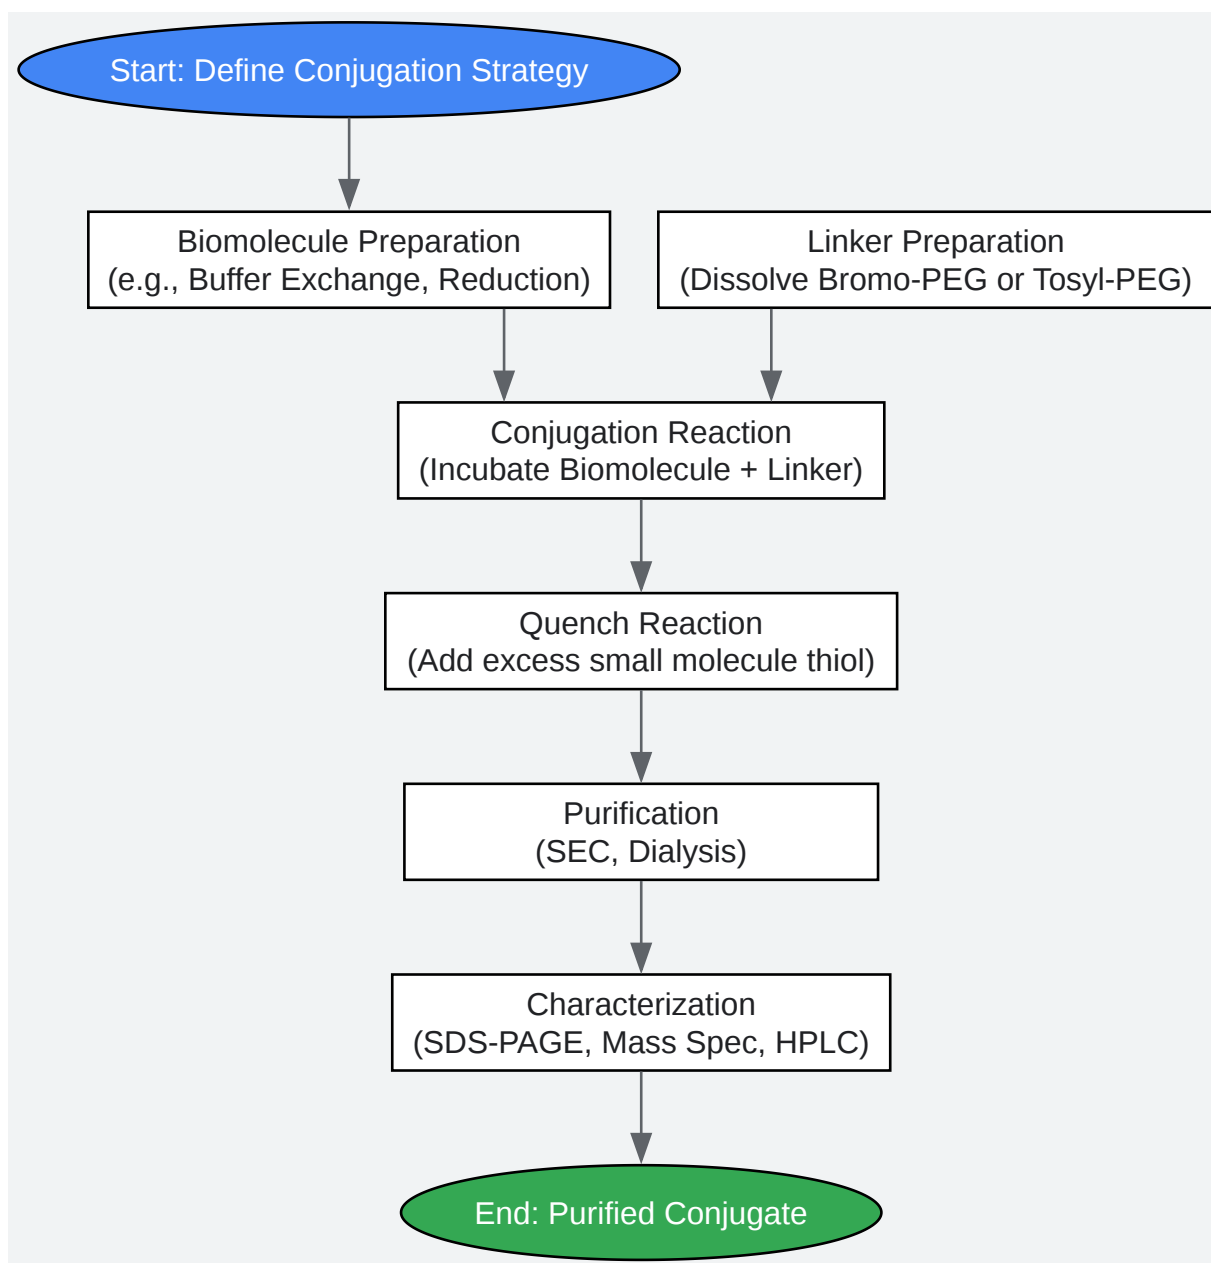 Start: Define Conjugation Strategy
Biomolecule Preparation
(e.g., Buffer Exchange, Reduction)
Linker Preparation
(Dissolve Bromo-PEG or Tosyl-PEG)
Conjugation Reaction
(Incubate Biomolecule + Linker)
Quench Reaction
(Add excess small molecule thiol)
Purification
(SEC, Dialysis)
Characterization
(SDS-PAGE, Mass Spec, HPLC)
End: Purified Conjugate